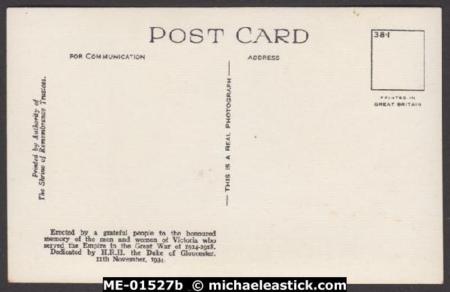 POST CARD
FOR COMMUNICATION
ADDRESS
38-1
PRINTED IN
GREAT BRITAIN
Printed by Authority of
The Shrine of Remembrance Trustees.
THIS IS A REAL PHOTOGRAPH
Erected by a grateful people to the honoured
memory of the men and women of Victoria who
served the Empire in the Great War of 1914-1918.
Dedicated by H.R.H. the Duke of Gloucester,
11th November, 1934.
ME-01527b © michaeleastick.com